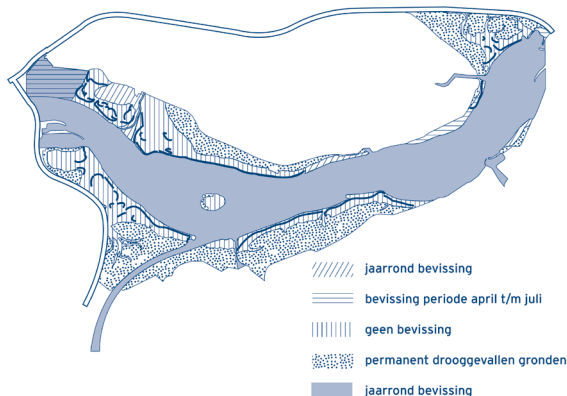 jaarrond bevissing
bevissing periode april t/m juli
geen bevissing
permanent drooggevallen gronden
jaarrond bevissing